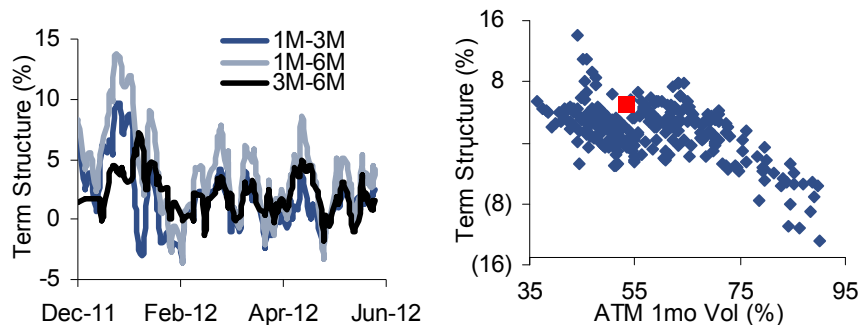 Term Structure (%)
15
10
5
0
-5
1M-3M
1M-6M
3M-6M
Dec-11 Feb-12 Apr-12 Jun-12
Term Structure (%)
16
8
(8)
(16)
35 55 75 95
ATM 1mo Vol (%)